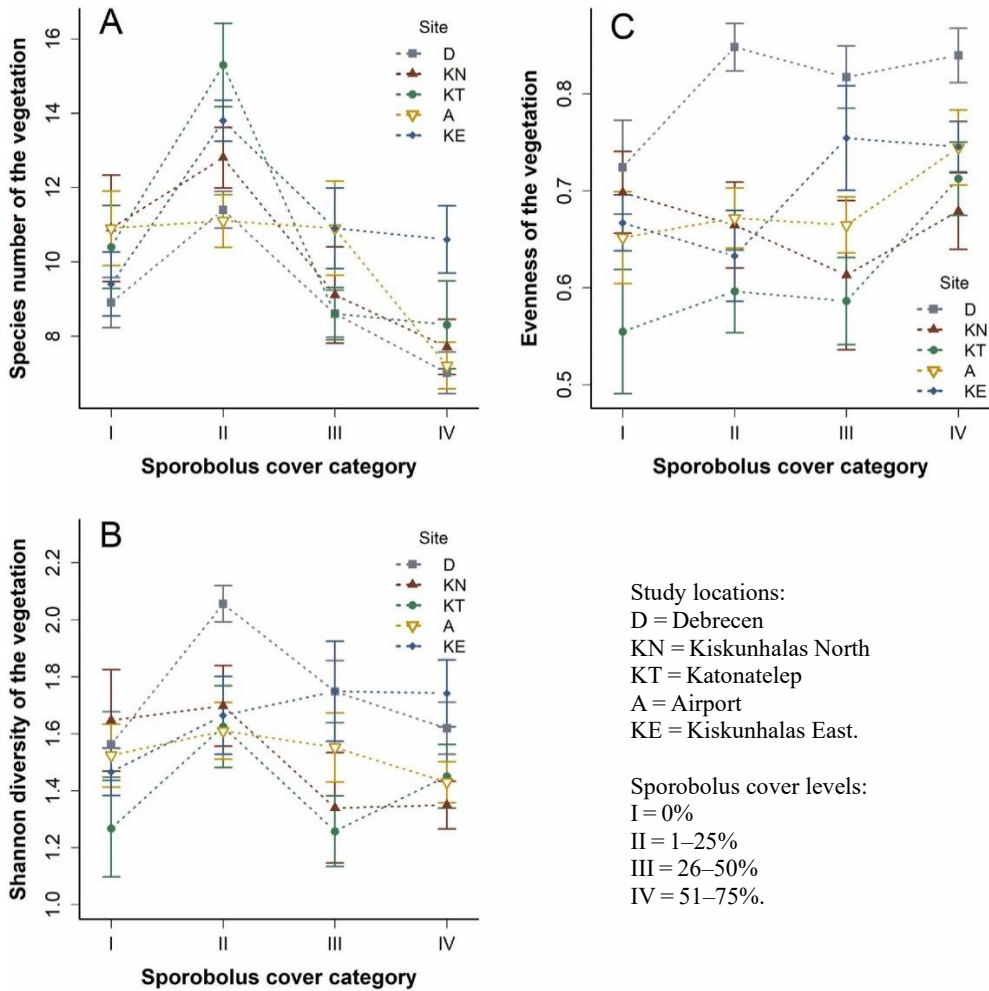 A
Species number of the vegetation
16
14
12
10
8
Site
D
KN
KT
A
KE
I
II
III
IV
Sporobolus cover category
C
Evenness of the vegetation
0.8
0.7
0.6
0.5
Site
D
KN
KT
A
KE
I
II
III
IV
Sporobolus cover category
B
Shannon diversity of the vegetation
2.2
2.0
1.8
1.6
1.4
1.2
1.0
Site
D
KN
KT
A
KE
I
II
III
IV
Sporobolus cover category
Study locations:
D = Debrecen
KN = Kiskunhalas North
KT = Katonatelep
A = Airport
KE = Kiskunhalas East.
Sporobolus cover levels:
I = 0%
II = 1–25%
III = 26–50%
IV = 51–75%.